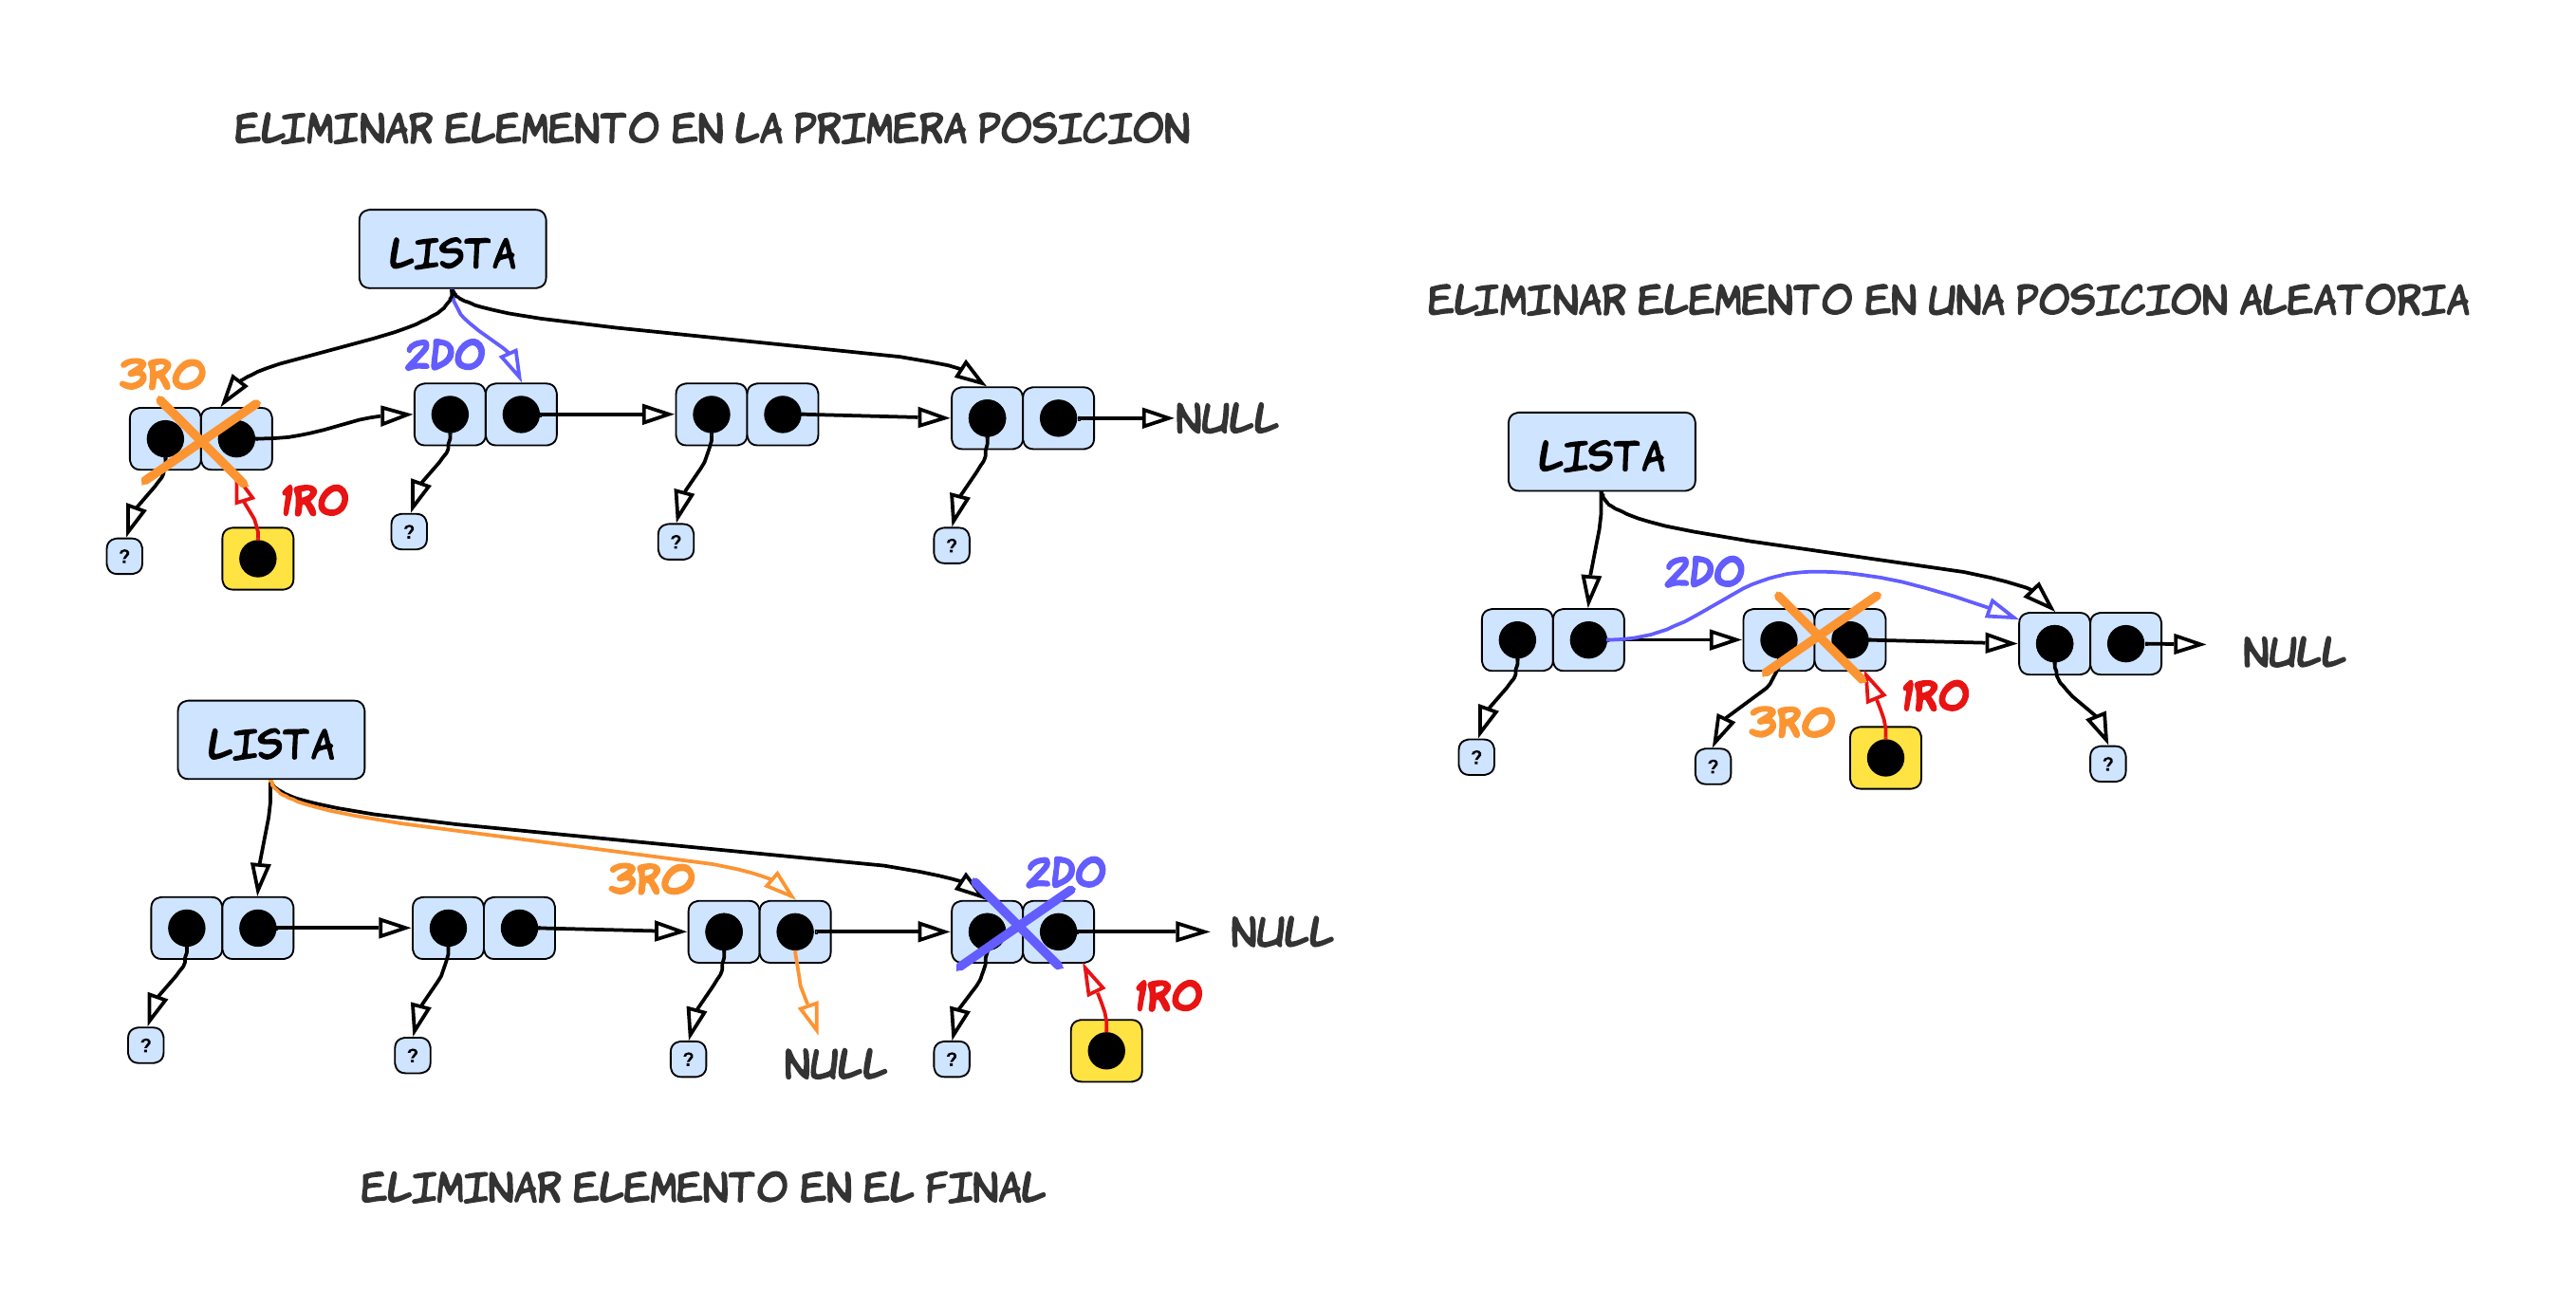 ELIMINAR ELEMENTO EN LA PRIMERA POSICION
LISTA
3RO
2DO
NULL
1RO
?
?
?
?
LISTA
3RO
2DO
NULL
1RO
?
?
?
NULL
?
ELIMINAR ELEMENTO EN EL FINAL
ELIMINAR ELEMENTO EN UNA POSICION ALEATORIA
LISTA
2DO
NULL
1RO
3RO
?
?
?